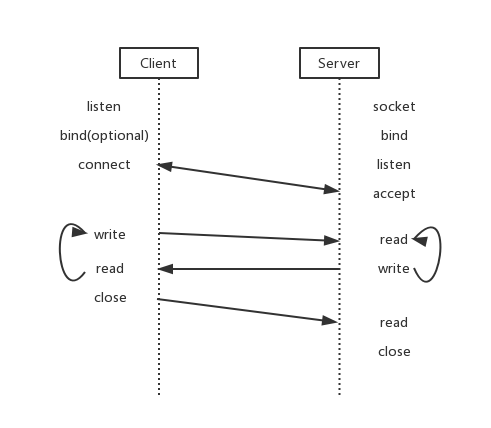 Client
Server
listen
bind(optional)
connect
write
read
close
socket
bind
listen
accept
read
write
read
close